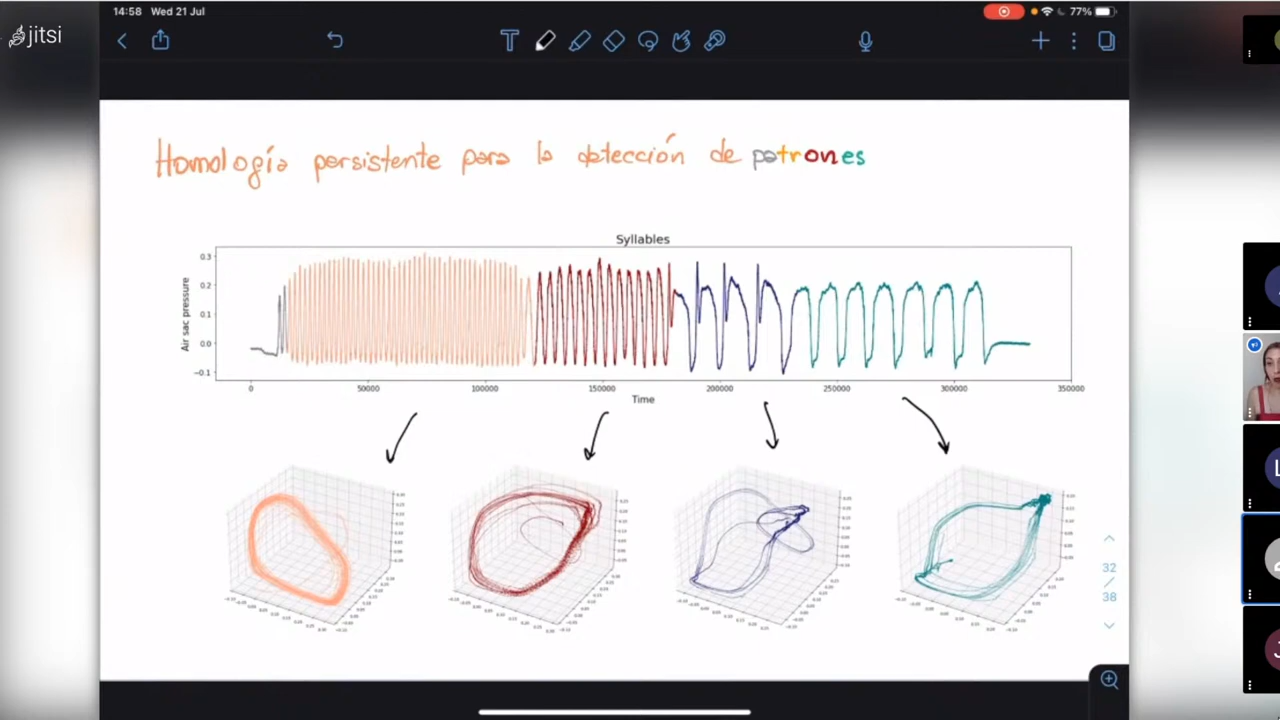 14:58 Wed 21 Jul
77%
jitsi
Homología persistente para la detección de patrones
Syllables
Air sac pressure
0.3
0.2
0.1
0.0
−0.1
0 50000 100000 150000 200000 250000 300000 350000
Time
32
/
38